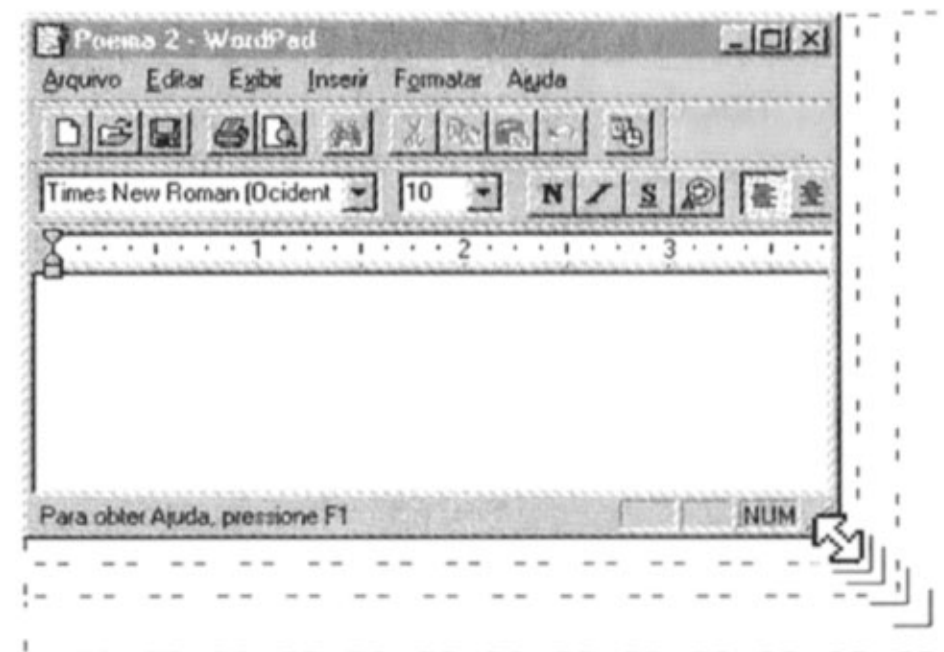 Poema 2 - WordPad
Arquivo Editar Exibir Inserir Formatar Ajuda
Times New Roman (Ocident 10 N I S
1 2 3
Para obter Ajuda, pressione F1 NUM